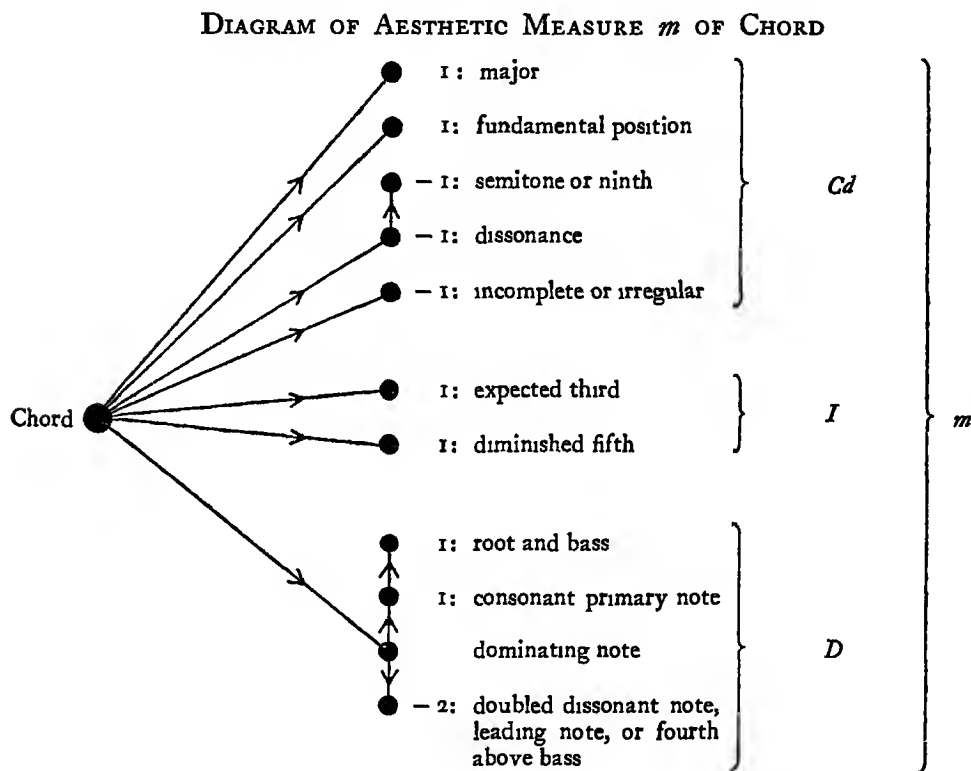 DIAGRAM OF AESTHETIC MEASURE m OF CHORD
1: major
1: fundamental position
−1: semitone or ninth
Cd
−1: dissonance
−1: incomplete or irregular
1: expected third
Chord
I
m
1: diminished fifth
1: root and bass
1: consonant primary note
dominating note
D
−2: doubled dissonant note,
leading note, or fourth
above bass